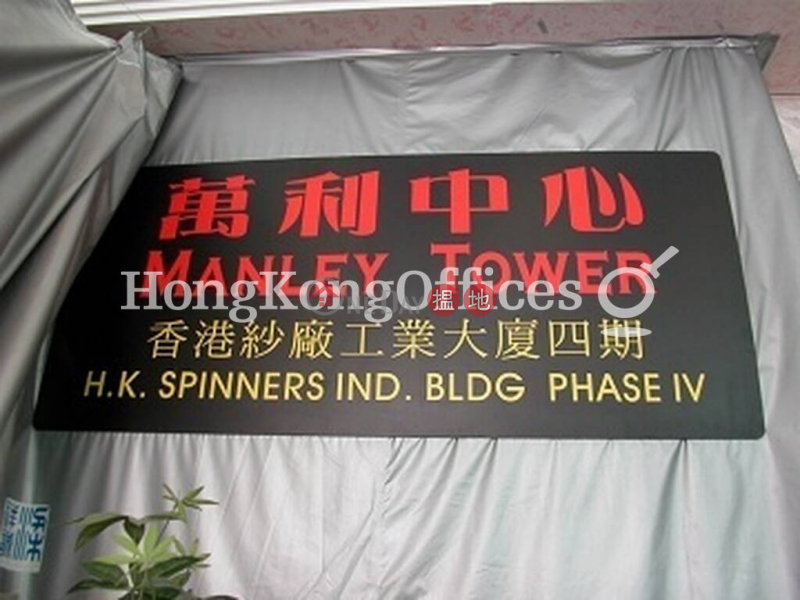 萬利中心
MANLEY TOWER
HONGKONGOFFICES
搵地
香港紗廠工業大廈四期
H.K. SPINNERS IND. BLDG PHASE IV